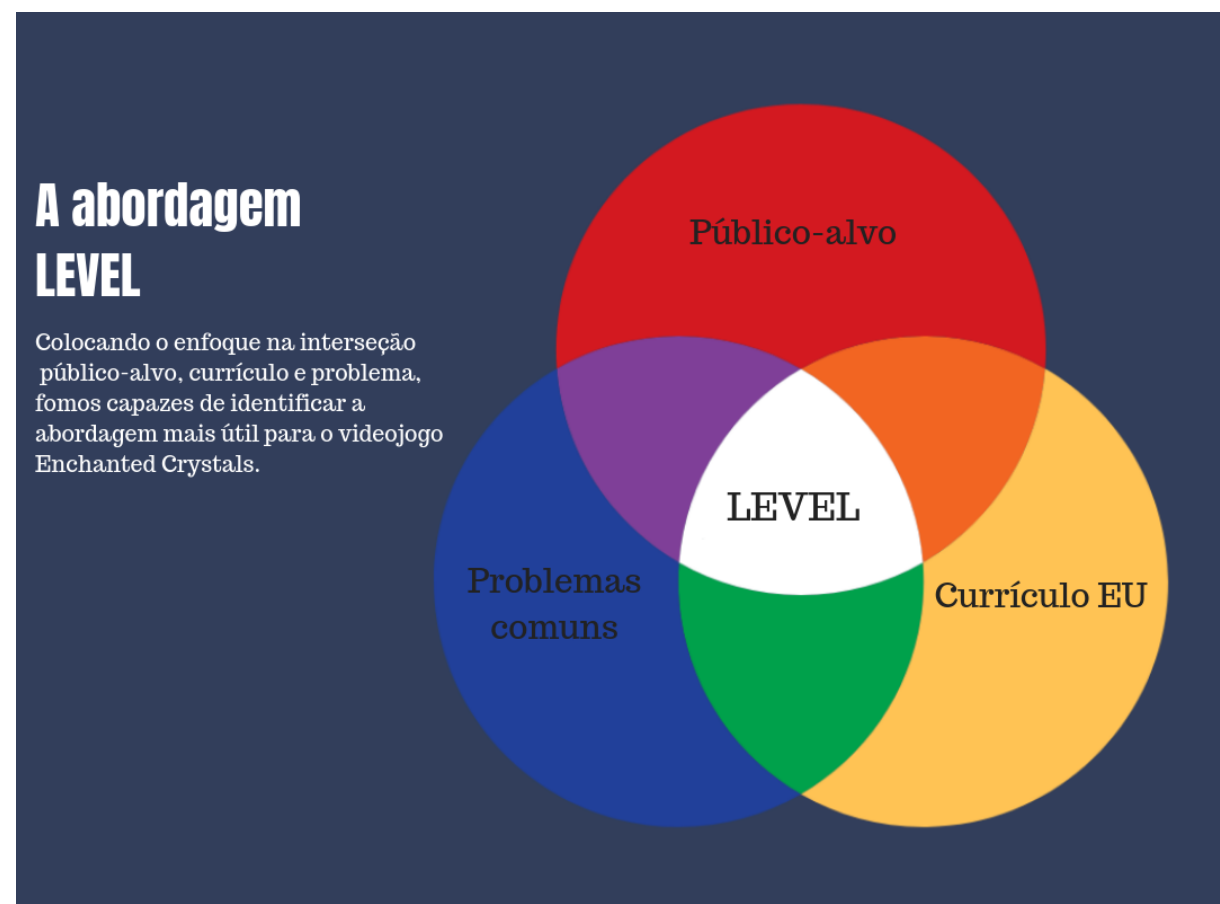 A abordagem
LEVEL
Colocando o enfoque na interseção
público-alvo, currículo e problema,
fomos capazes de identificar a
abordagem mais útil para o videojogo
Enchanted Crystals.
Público-alvo
LEVEL
Problemas
comuns
Currículo EU